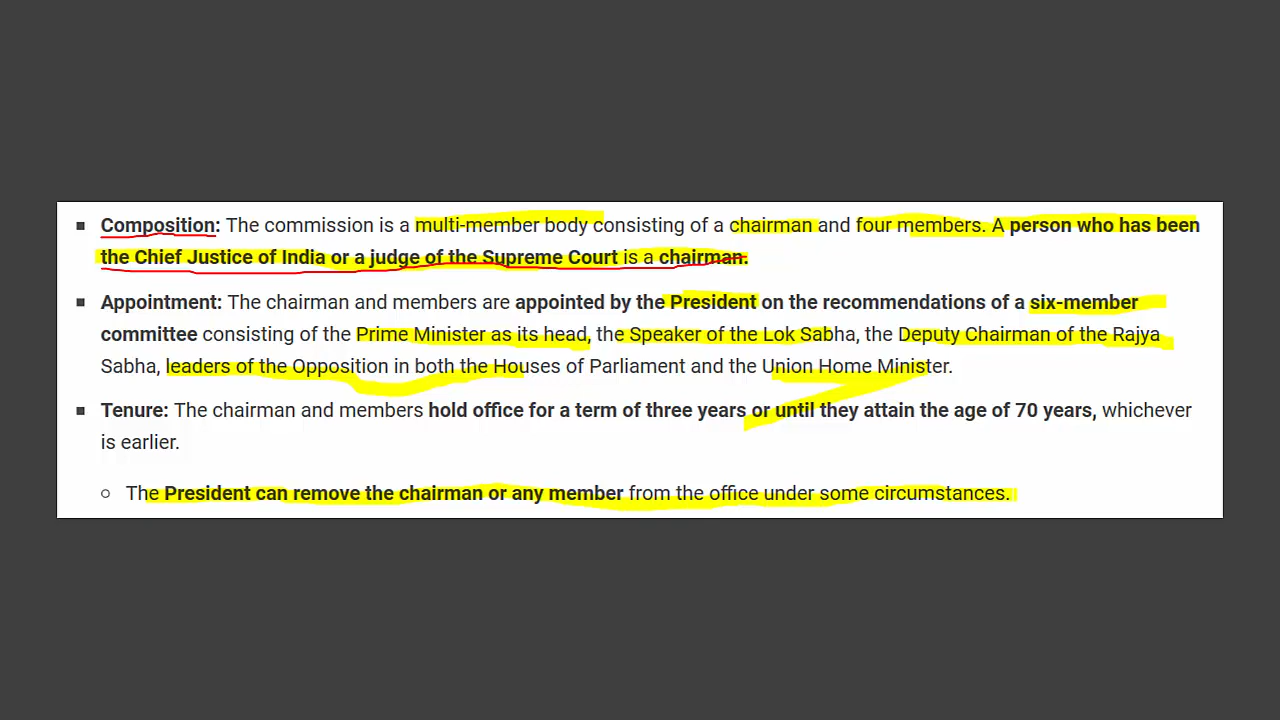 Composition: The commission is a multi-member body consisting of a chairman and four members. A person who has been
the Chief Justice of India or a judge of the Supreme Court is a chairman.
Appointment: The chairman and members are appointed by the President on the recommendations of a six-member
committee consisting of the Prime Minister as its head, the Speaker of the Lok Sabha, the Deputy Chairman of the Rajya
Sabha, leaders of the Opposition in both the Houses of Parliament and the Union Home Minister.
Tenure: The chairman and members hold office for a term of three years or until they attain the age of 70 years, whichever
is earlier.
The President can remove the chairman or any member from the office under some circumstances.